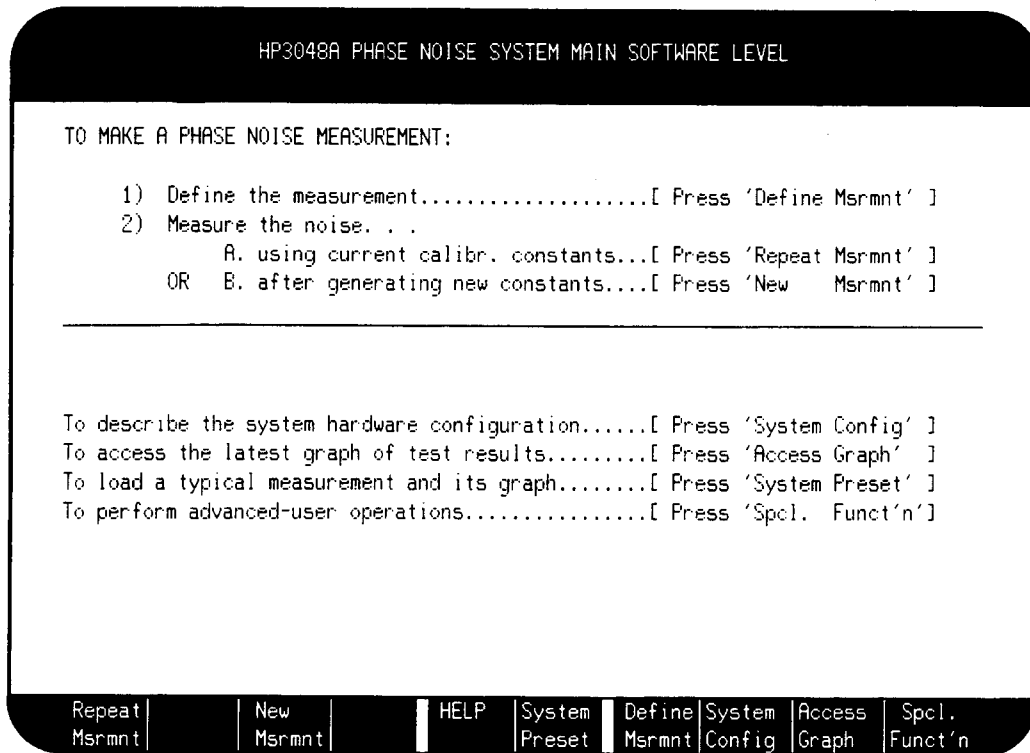 HP3048A PHASE NOISE SYSTEM MAIN SOFTWARE LEVEL
TO MAKE A PHASE NOISE MEASUREMENT:
1) Define the measurement....................[ Press 'Define Msrmnt' ]
2) Measure the noise. . .
A. using current calibr. constants...[ Press 'Repeat Msrmnt' ]
OR B. after generating new constants....[ Press 'New Msrmnt' ]
To describe the system hardware configuration......[ Press 'System Config' ]
To access the latest graph of test results.........[ Press 'Access Graph' ]
To load a typical measurement and its graph........[ Press 'System Preset' ]
To perform advanced-user operations................[ Press 'Spcl. Funct'n']
Repeat New HELP System Define System Access Spcl.
Msrmnt Msrmnt Preset Msrmnt Config Graph Funct'n